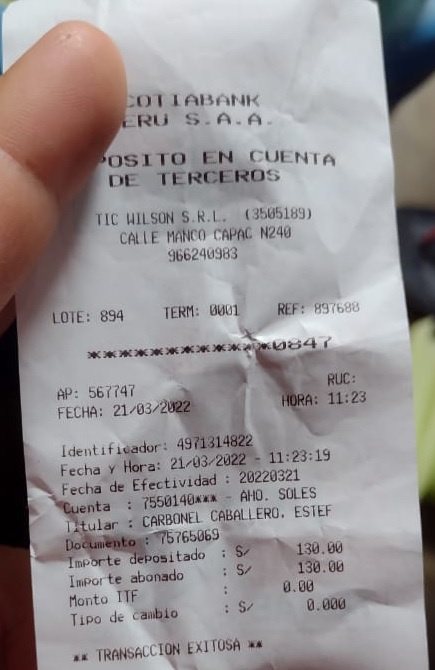 COTIABANK
ERU S.A.A.
POSITO EN CUENTA
DE TERCEROS
TIC WILSON S.R.L. (3505189)
CALLE MANCO CAPAC N240
966240983
LOTE: 894 TERM: 0001 REF: 897688
************0847
AP: 567747 RUC:
FECHA: 21/03/2022 HORA: 11:23
Identificador: 4971314822
Fecha y Hora: 21/03/2022 - 11:23:19
Fecha de Efectividad : 20220321
Cuenta : 7550140*** - AHO. SOLES
Titular : CARBONEL CABALLERO, ESTEF
Documento : 75765069
Importe depositado : S/ 130.00
Importe abonado : S/ 130.00
Monto ITF : 0.00
Tipo de cambio : S/ 0.000
** TRANSACCION EXITOSA **